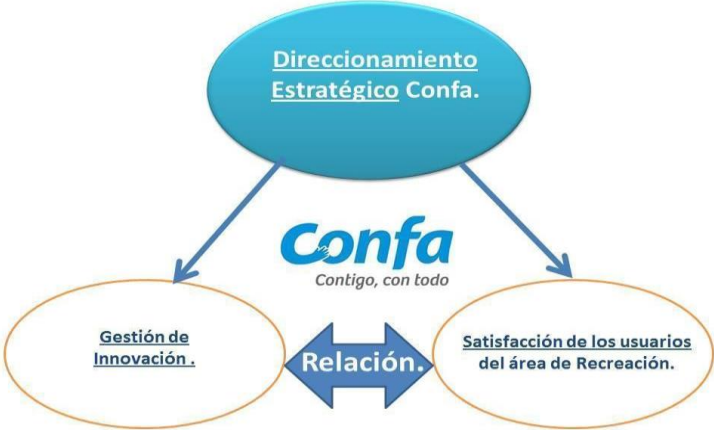 Direccionamiento
Estratégico Confa.
Confa
Contigo, con todo
Gestión de
Innovación .
Relación.
Satisfacción de los usuarios
del área de Recreación.